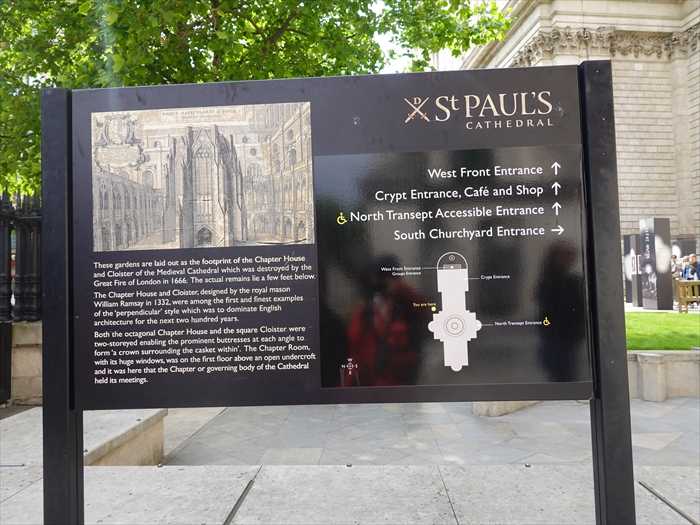 D
St PAUL'S
CATHEDRAL
These gardens are laid out as the footprint of the Chapter House
and Cloister of the Medieval Cathedral which was destroyed by the
Great Fire of London in 1666. The actual remains lie a few feet below.
The Chapter House and Cloister, designed by the royal mason
William Ramsay in 1332, were among the first and finest examples
of the 'perpendicular' style which was to dominate English
architecture for the next two hundred years.
Both the octagonal Chapter House and the square Cloister were
two-storeyed enabling the prominent buttresses at each angle to
form 'a crown surrounding the casket within'. The Chapter Room,
with its huge windows, was on the first floor above an open undercroft
and it was here that the Chapter or governing body of the Cathedral
held its meetings.
West Front Entrance ↑
Crypt Entrance, Café and Shop ↑
North Transept Accessible Entrance ↑
South Churchyard Entrance →
West Front Entrance
Groups Entrance
Crypt Entrance
You are here
North Transept Entrance
N
S